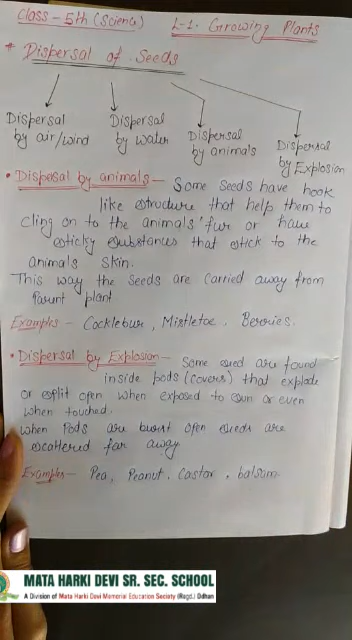 Class - 5th (Science) L-1. Growing Plants
* Dispersal of Seeds
Dispersal by air/wind
Dispersal by Water
Dispersal by animals
Dispersal by Explosion
• Dispersal by animals - Some Seeds have hook
like structure that help them to
cling on to the animals' fur or have
sticky substances that stick to the
animals skin.
This way the seeds are carried away from
Parent plant
Examples - Cocklebur, Mistletoe, Berries.
• Dispersal by Explosion - Some seed are found
inside pods (covers) that explode
or split open when exposed to sun or even
when touched.
When Pods are burst open seeds are
scattered far away.
Examples - Pea, Peanut, Castor, balsam.
MATA HARKI DEVI SR. SEC. SCHOOL
A Division of Mata Harki Devi Memorial Education Society (Regd.) Odhan